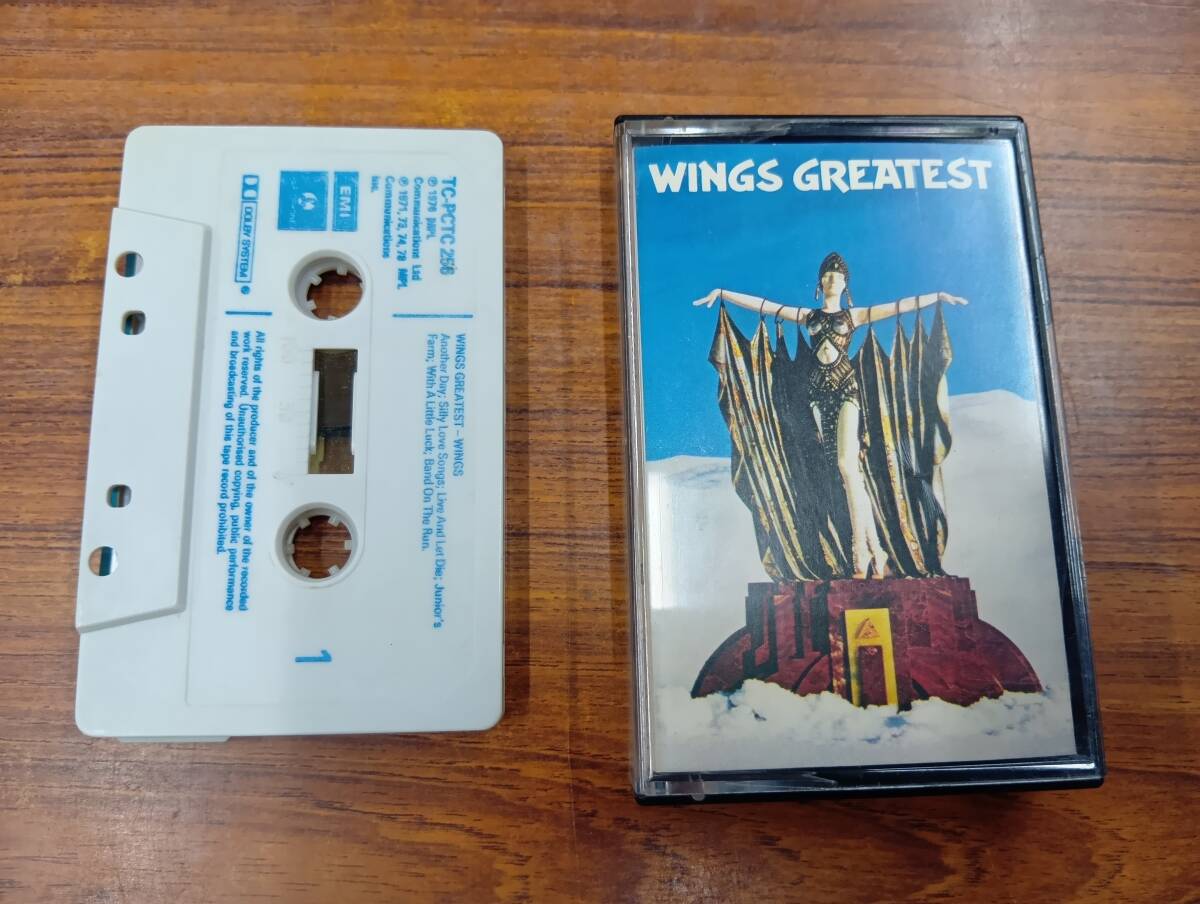 TC-PCTC 256
℗ 1976 MPL
Communications Ltd
℗ 1971, 73, 74, 78 MPL
Communications
Inc.
EMI
DOLBY SYSTEM
WINGS GREATEST – WINGS
Another Day; Silly Love Songs; Live And Let Die; Junior's
Farm; With A Little Luck; Band On The Run.
All rights of the producer and of the owner of the recorded
work reserved. Unauthorised copying, public performance
and broadcasting of this tape record prohibited.
1
WINGS GREATEST